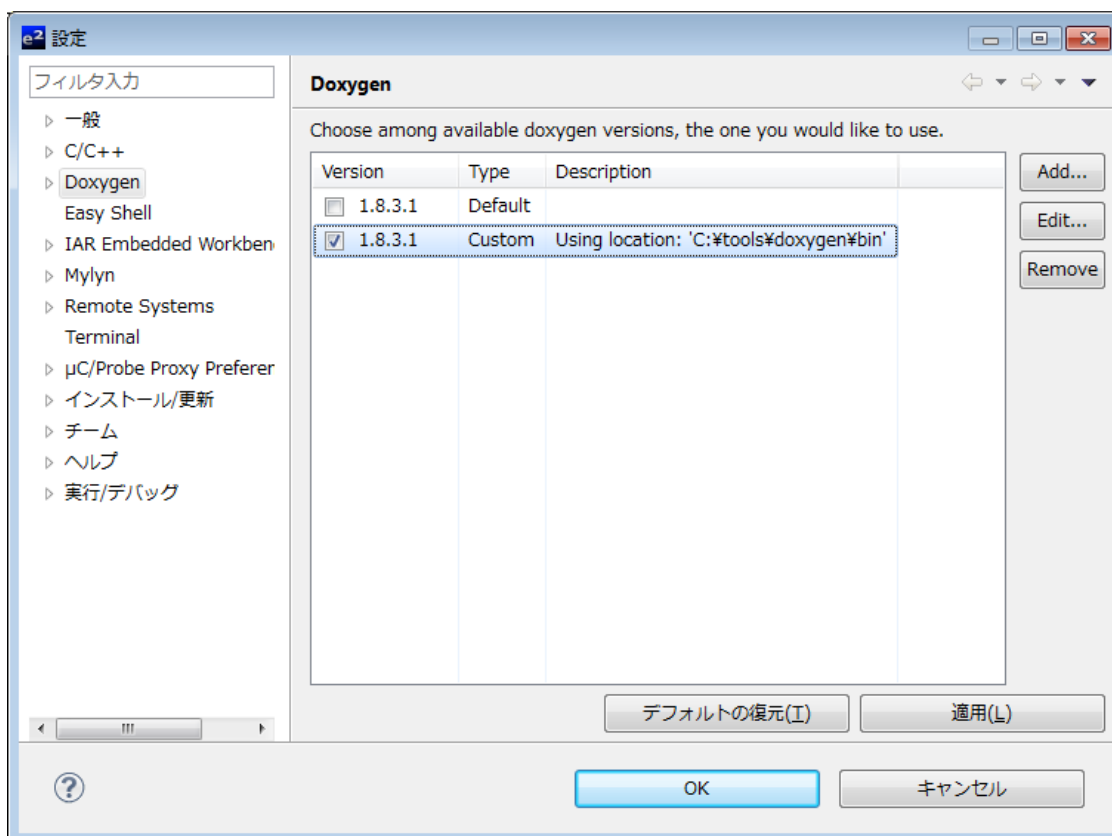 e² 設定
フィルタ入力
一般
C/C++
Doxygen
Easy Shell
IAR Embedded Workben
Mylyn
Remote Systems
Terminal
µC/Probe Proxy Preferer
インストール/更新
チーム
ヘルプ
実行/デバッグ
Doxygen
Choose among available doxygen versions, the one you would like to use.
Version Type Description
1.8.3.1 Default
1.8.3.1 Custom Using location: 'C:¥tools¥doxygen¥bin'
Add...
Edit...
Remove
デフォルトの復元(T) 適用(L)
OK キャンセル